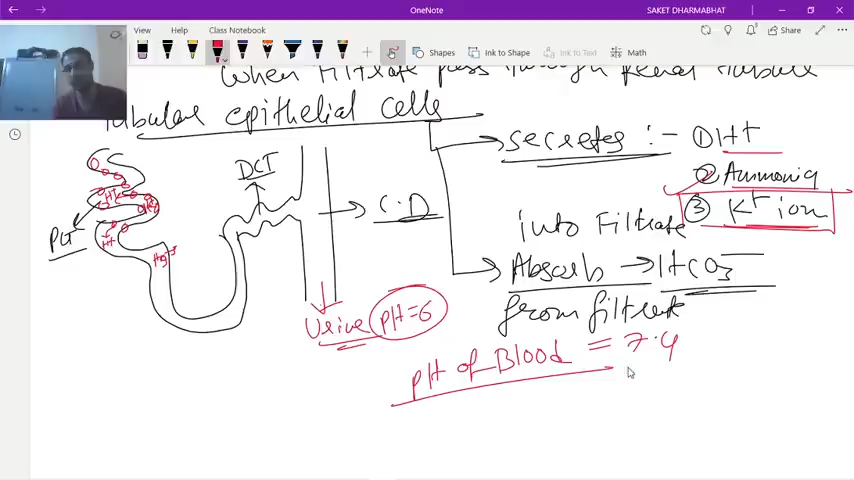 OneNote
SAKET DHARMABHAT
View Help Class Notebook
Share
Shapes Ink to Shape Ink to Text Math
When Filtrate pass through Renal tubule
tubular epithelial cells
secretes :- ① H+
② Ammonia
③ K+ ion
into Filtrate
Absorb → HCO3-
from filtrate
DCT
PCT
C.D
H+
H+
Urine pH=6
pH of Blood = 7.4